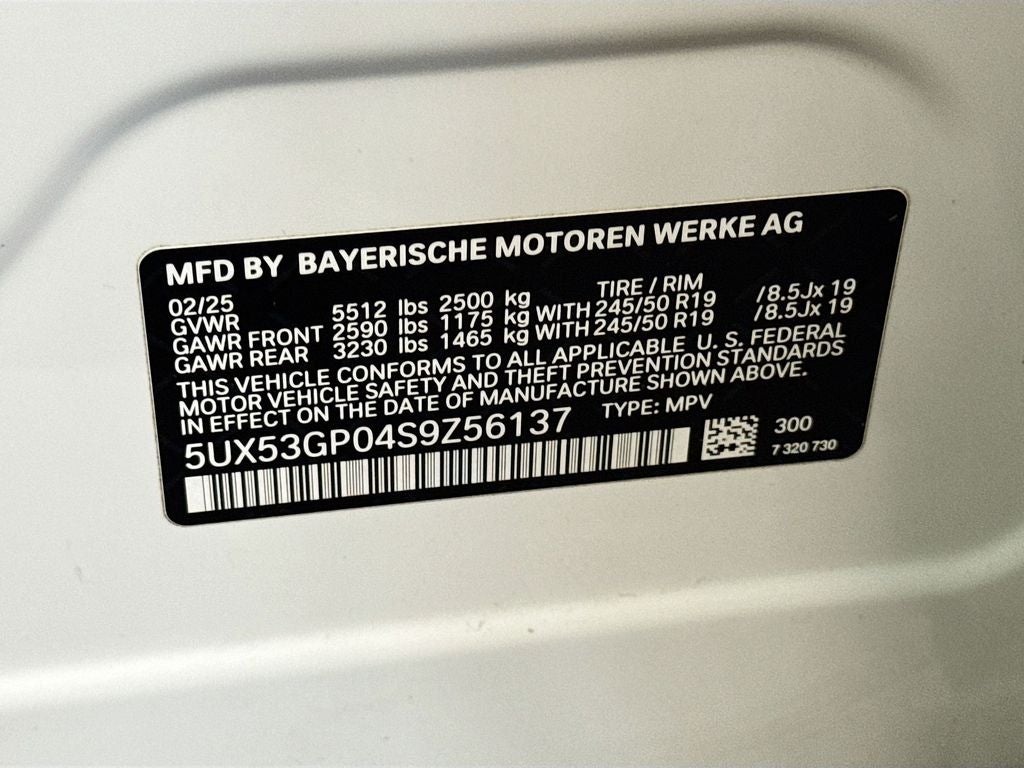 MFD BY BAYERISCHE MOTOREN WERKE AG
02/25 TIRE / RIM
GVWR 5512 lbs 2500 kg
GAWR FRONT 2590 lbs 1175 kg WITH 245/50 R19 /8.5Jx 19
GAWR REAR 3230 lbs 1465 kg WITH 245/50 R19 /8.5Jx 19
THIS VEHICLE CONFORMS TO ALL APPLICABLE U. S. FEDERAL
MOTOR VEHICLE SAFETY AND THEFT PREVENTION STANDARDS
IN EFFECT ON THE DATE OF MANUFACTURE SHOWN ABOVE.
5UX53GP04S9Z56137 TYPE: MPV
300
7 320 730